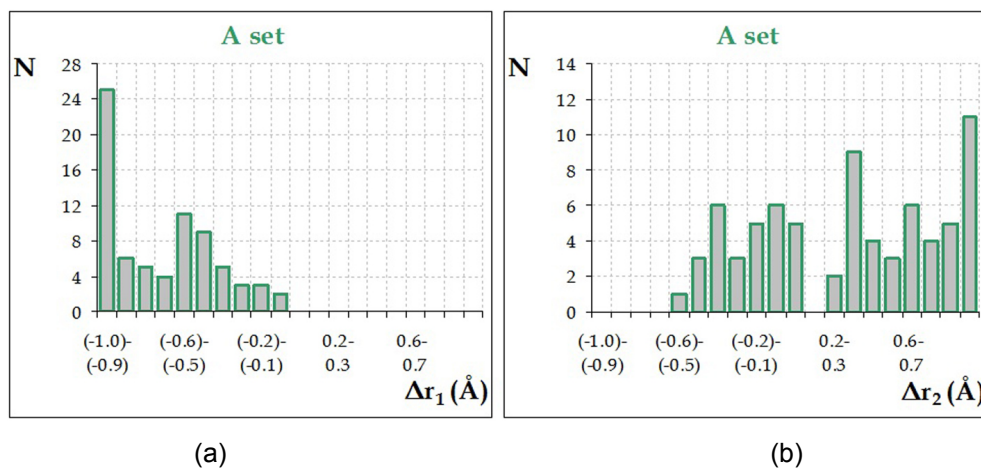 A set
N
28
24
20
16
12
8
4
0
(-1.0)- (-0.6)- (-0.2)- 0.2- 0.6-
(-0.9) (-0.5) (-0.1) 0.3 0.7
Δr₁ (Å)
(a)
A set
N
14
12
10
8
6
4
2
0
(-1.0)- (-0.6)- (-0.2)- 0.2- 0.6-
(-0.9) (-0.5) (-0.1) 0.3 0.7
Δr₂ (Å)
(b)